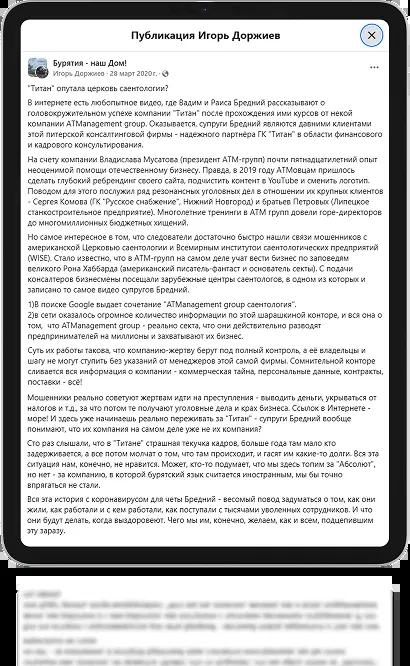 Публикация Игорь Доржиев
Бурятия - наш Дом!
Игорь Доржиев · 28 март 2020 г. ·
"Титан" опутала церковь саентологии?
В интернете есть любопытное видео, где Вадим и Раиса Бредний рассказывают о
головокружительном успехе компании "Титан" после прохождения ими курсов от некой
компании ATManagement group. Оказывается, супруги Бредний являются давними клиентами
этой питерской консалтинговой фирмы - надежного партнёра ГК "Титан" в области финансового
и кадрового консультирования.
На счету компании Владислава Мусатова (президент АТМ-групп) почти пятнадцатилетний опыт
неоценимой помощи отечественному бизнесу. Правда, в 2019 году АТМовцам пришлось
сделать глубокий ребрендинг своего сайта, подчистить контент в YouTube и сменить логотип.
Поводом для этого послужил ряд резонансных уголовных дел в отношении их крупных клиентов
- Сергея Комова (ГК "Русское снабжение", Нижний Новгород) и братьев Петровых (Липецкое
станкостроительное предприятие). Многолетние тренинги в АТМ групп довели горе-директоров
до многомиллионных бюджетных хищений.
Но самое интересное в том, что следователи достаточно быстро нашли связи мошенников с
американской Церковью саентологии и Всемирным институтом саентологических предприятий
(WISE). Стало известно, что в АТМ-групп на самом деле учат вести бизнес по заповедям
великого Рона Хаббарда (американский писатель-фантаст и основатель секты). С подачи
консалтеров бизнесмены посещали зарубежные центры саентологов, в одном из которых и
записано то самое видео супругов Бредний.
1)В поиске Google выдает сочетание "ATManagement group саентология".
2)в сети оказалось огромное количество информации по этой шарашкиной конторе, и вся она о
том, что ATManagement group - реально секта, что они действительно разводят
предпринимателей на миллионы и захватывают их бизнес.
Суть их работы такова, что компанию-жертву берут под полный контроль, а её владельцы и
шагу не могут ступить без указаний от менеджеров этой самой фирмы. Сомнительной конторе
сливается вся информация о компании - коммерческая тайна, персональные данные, контракты,
поставки - всё!
Мошенники реально советуют жертвам идти на преступления - выводить деньги, укрываться от
налогов и т.д., за что потом те получают уголовные дела и крах бизнеса. Ссылок в Интернете -
море! И здесь уже начинаешь реально переживать за "Титан" - супруги Бредний вообще
понимают, что их компания на самом деле уже не их компания?
Сто раз слышали, что в "Титане" страшная текучка кадров, больше года там мало кто
задерживается, а все потом молчат о том, что там происходит, и гасят им какие-то долги. Вся эта
ситуация нам, конечно, не нравится. Может, кто-то подумает, что мы здесь топим за "Абсолют",
но нет - за компанию, в которой бурятский язык считается иностранным, мы бы точно
впрягаться не стали.
Вся эта история с коронавирусом для четы Бредний - весомый повод задуматься о том, как они
жили, как работали и с кем работали, как поступали с тысячами уволенных сотрудников. И что
они будут делать, когда выздоровеют. Чего мы им, конечно, желаем, как и всем, подцепившим
эту заразу.